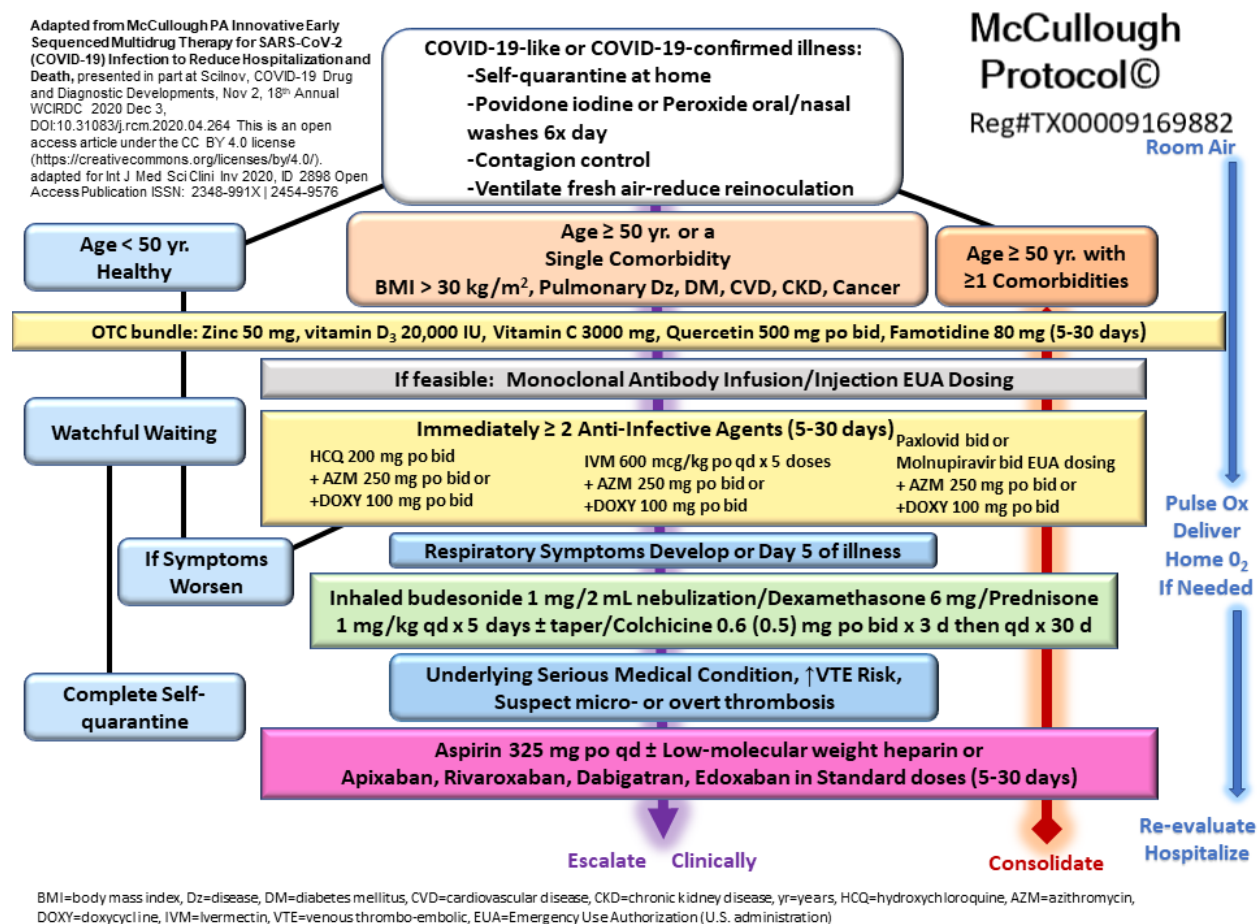 Adapted from McCullough PA Innovative Early
Sequenced Multidrug Therapy for SARS-CoV-2
(COVID-19) Infection to Reduce Hospitalization and
Death, presented in part at Scilnov, COVID-19 Drug
and Diagnostic Developments, Nov 2, 18th Annual
WCIRDC 2020 Dec 3,
DOI:10.31083/j.rcm.2020.04.264 This is an open
access article under the CC BY 4.0 license
(https://creativecommons.org/licenses/by/4.0/).
adapted for Int J Med Sci Clini Inv 2020, ID 2898 Open
Access Publication ISSN: 2348-991X | 2454-9576
McCullough
Protocol©
Reg#TX00009169882
COVID-19-like or COVID-19-confirmed illness:
-Self-quarantine at home
-Povidone iodine or Peroxide oral/nasal
washes 6x day
-Contagion control
-Ventilate fresh air-reduce reinoculation
Room Air
Age < 50 yr.
Healthy
Age ≥ 50 yr. or a
Single Comorbidity
BMI > 30 kg/m², Pulmonary Dz, DM, CVD, CKD, Cancer
Age ≥ 50 yr. with
≥1 Comorbidities
OTC bundle: Zinc 50 mg, vitamin D₃ 20,000 IU, Vitamin C 3000 mg, Quercetin 500 mg po bid, Famotidine 80 mg (5-30 days)
If feasible: Monoclonal Antibody Infusion/Injection EUA Dosing
Watchful Waiting
Immediately ≥ 2 Anti-Infective Agents (5-30 days)
HCQ 200 mg po bid
+ AZM 250 mg po bid or
+DOXY 100 mg po bid
IVM 600 mcg/kg po qd x 5 doses
+ AZM 250 mg po bid or
+DOXY 100 mg po bid
Paxlovid bid or
Molnupiravir bid EUA dosing
+ AZM 250 mg po bid or
+DOXY 100 mg po bid
Pulse Ox
Deliver
Home 0₂
If Needed
If Symptoms
Worsen
Respiratory Symptoms Develop or Day 5 of illness
Inhaled budesonide 1 mg/2 mL nebulization/Dexamethasone 6 mg/Prednisone
1 mg/kg qd x 5 days ± taper/Colchicine 0.6 (0.5) mg po bid x 3 d then qd x 30 d
Complete Self-
quarantine
Underlying Serious Medical Condition, ↑VTE Risk,
Suspect micro- or overt thrombosis
Aspirin 325 mg po qd ± Low-molecular weight heparin or
Apixaban, Rivaroxaban, Dabigatran, Edoxaban in Standard doses (5-30 days)
Escalate Clinically
Consolidate
Re-evaluate
Hospitalize
BMI=body mass index, Dz=disease, DM=diabetes mellitus, CVD=cardiovascular disease, CKD=chronic kidney disease, yr=years, HCQ=hydroxychloroquine, AZM=azithromycin,
DOXY=doxycycline, IVM=Ivermectin, VTE=venous thrombo-embolic, EUA=Emergency Use Authorization (U.S. administration)